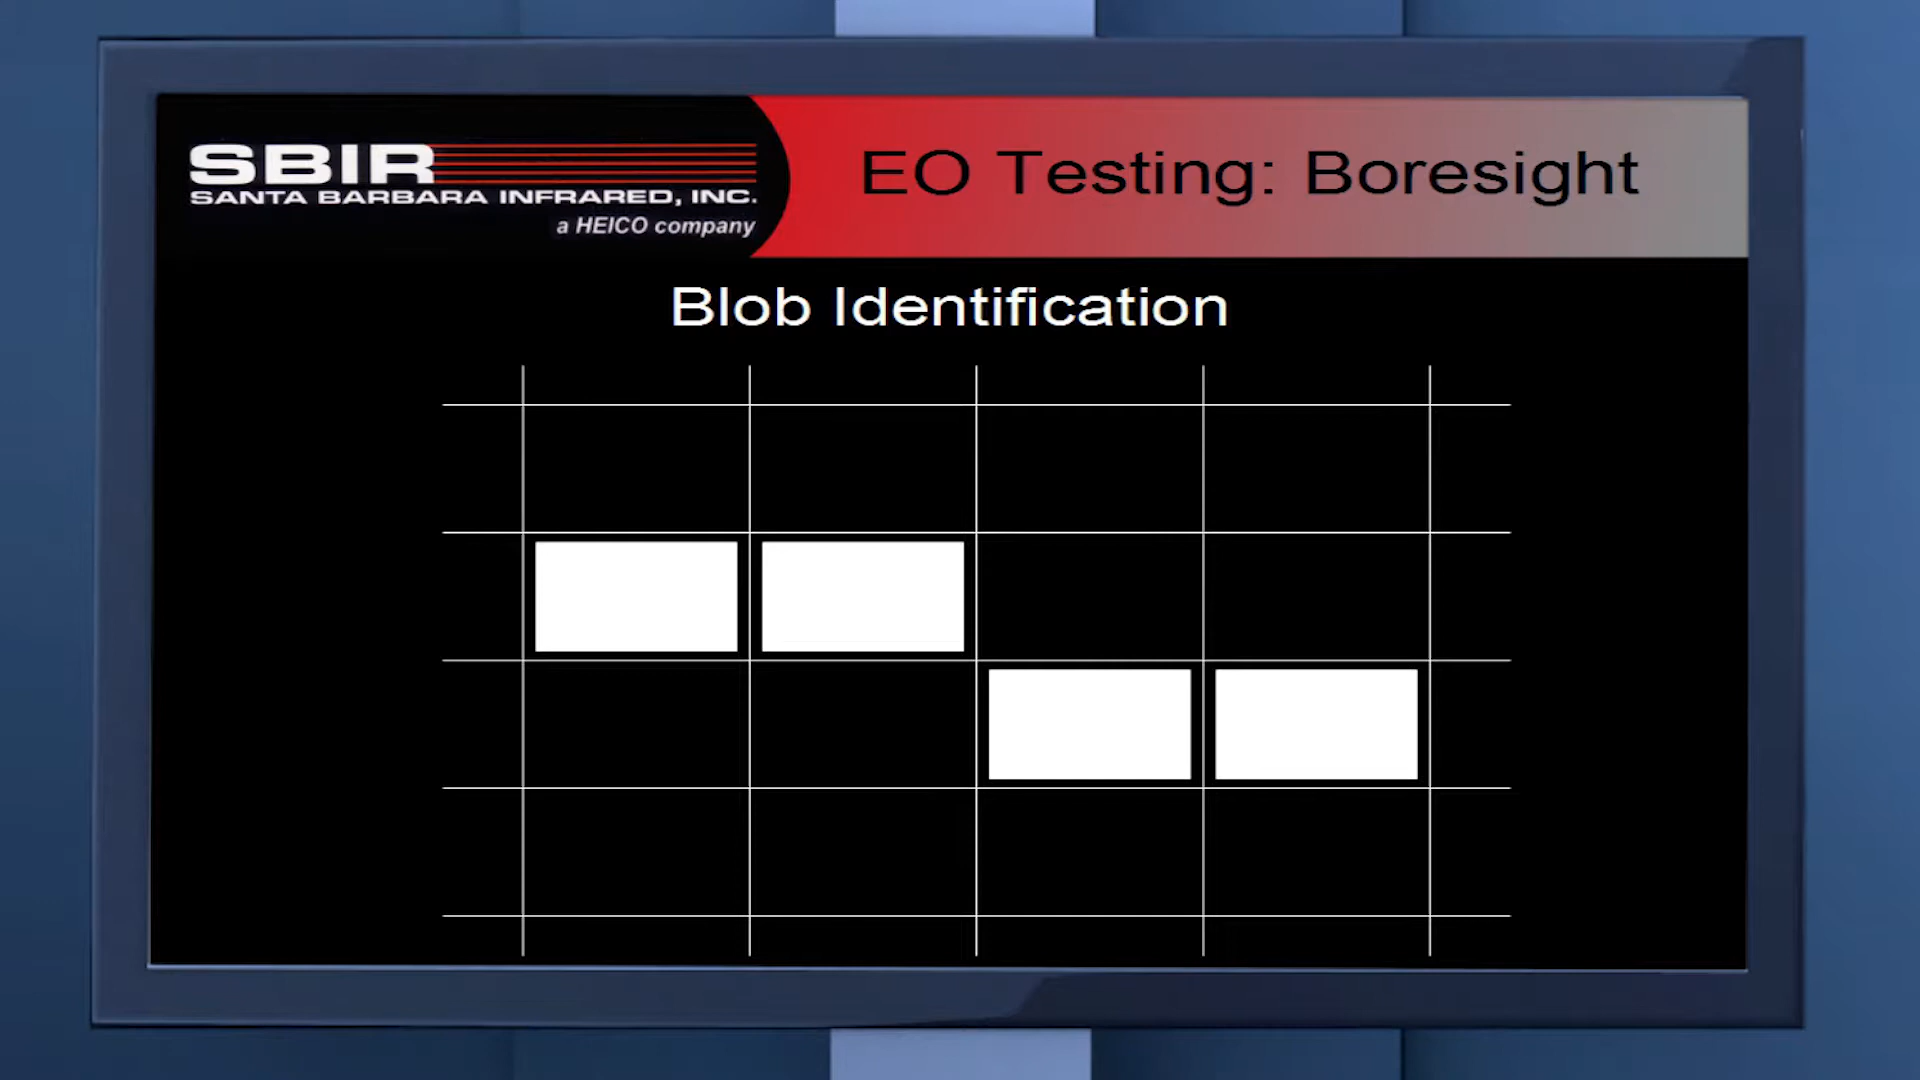 SBIR
SANTA BARBARA INFRARED, INC.
a HEICO company
EO Testing: Boresight
Blob Identification